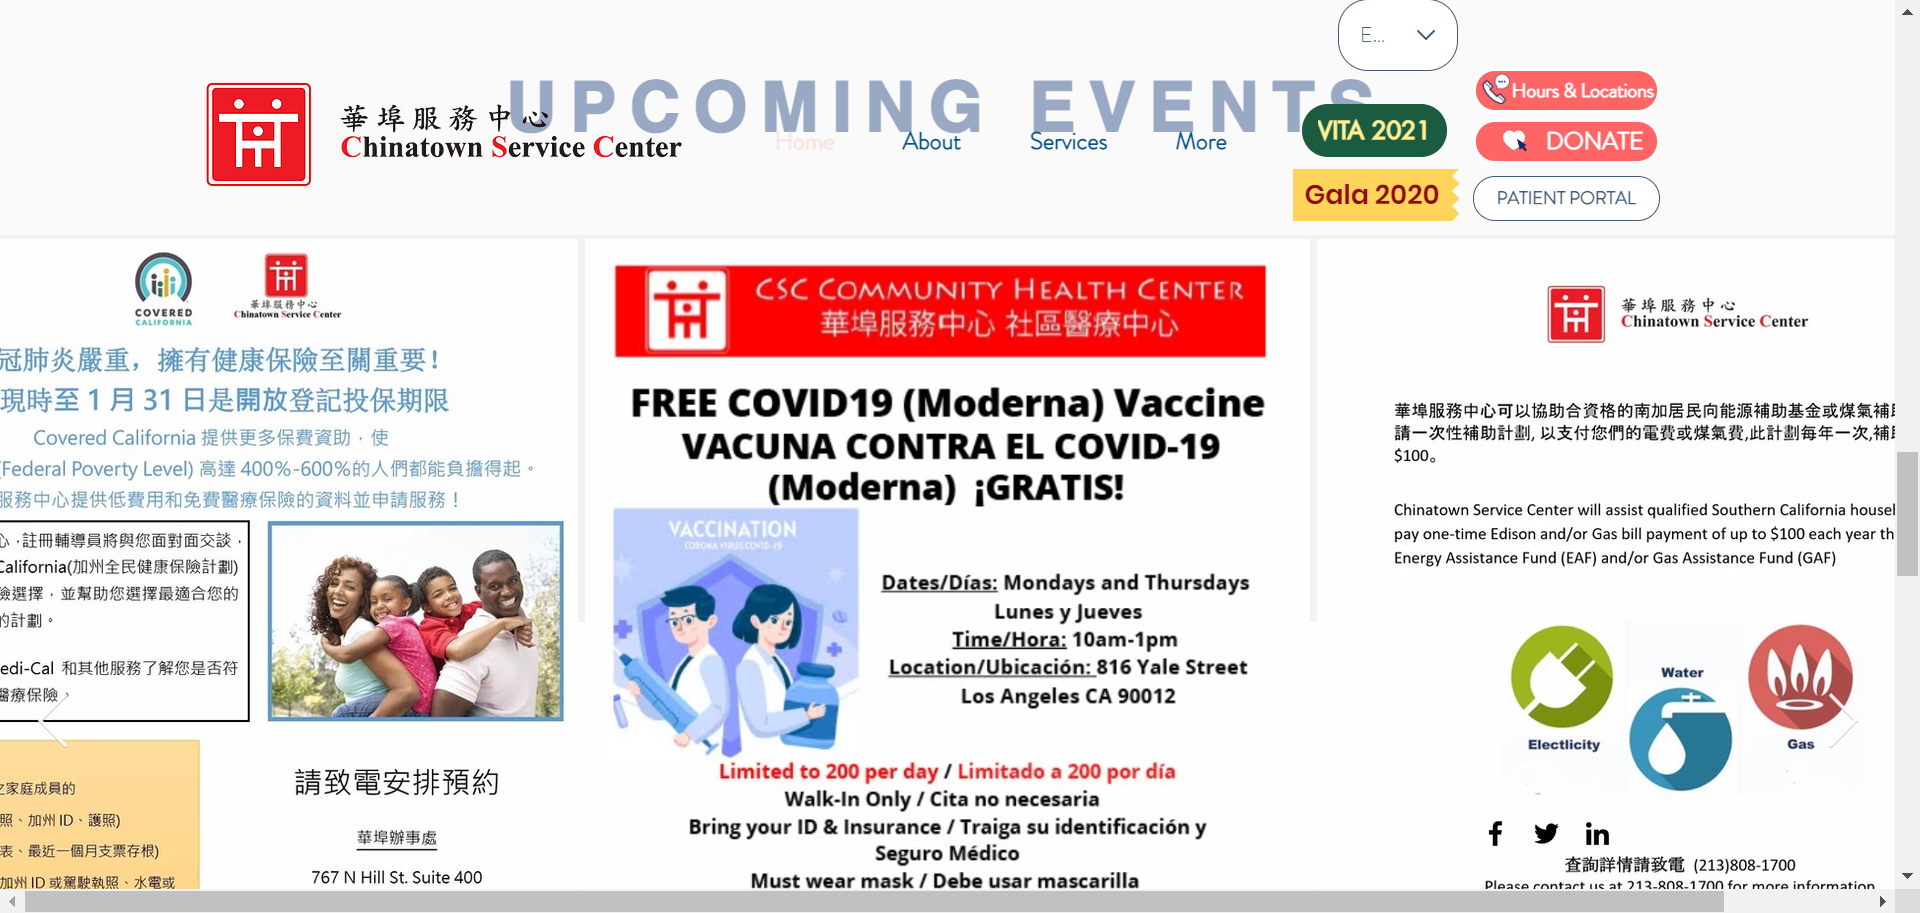 E...
UPCOMING EVENTS
華埠服務中心
Chinatown Service Center
Home
About
Services
More
VITA 2021
Gala 2020
Hours & Locations
DONATE
PATIENT PORTAL
COVERED
CALIFORNIA
華埠服務中心
Chinatown Service Center
冠肺炎嚴重，擁有健康保險至關重要！
現時至 1 月 31 日是開放登記投保期限
Covered California 提供更多保費資助，使
(Federal Poverty Level) 高達 400%-600%的人們都能負擔得起。
服務中心提供低費用和免費醫療保險的資料並申請服務！
心，註冊輔導員將與您面對面交談，
California(加州全民健康保險計劃)
險選擇，並幫助您選擇最適合您的
的計劃。
edi-Cal 和其他服務了解您是否符
醫療保險。
之家庭成員的
照、加州 ID、護照)
表、最近一個月支票存根)
加州 ID 或駕駛執照、水電或
請致電安排預約
華埠辦事處
767 N Hill St. Suite 400
CSC COMMUNITY HEALTH CENTER
華埠服務中心 社區醫療中心
FREE COVID19 (Moderna) Vaccine
VACUNA CONTRA EL COVID-19
(Moderna) ¡GRATIS!
VACCINATION
CORONA VIRUS COVID-19
Dates/Días: Mondays and Thursdays
Lunes y Jueves
Time/Hora: 10am-1pm
Location/Ubicación: 816 Yale Street
Los Angeles CA 90012
Limited to 200 per day / Limitado a 200 por día
Walk-In Only / Cita no necesaria
Bring your ID & Insurance / Traiga su identificación y
Seguro Médico
Must wear mask / Debe usar mascarilla
華埠服務中心
Chinatown Service Center
華埠服務中心可以協助合資格的南加居民向能源補助基金或煤氣補
請一次性補助計劃, 以支付您們的電費或煤氣費,此計劃每年一次,補
$100。
Chinatown Service Center will assist qualified Southern California househ
pay one-time Edison and/or Gas bill payment of up to $100 each year th
Energy Assistance Fund (EAF) and/or Gas Assistance Fund (GAF)
Electlicity
Water
Gas
查詢詳情請致電 (213)808-1700
Please contact us at 213-808-1700 for more information